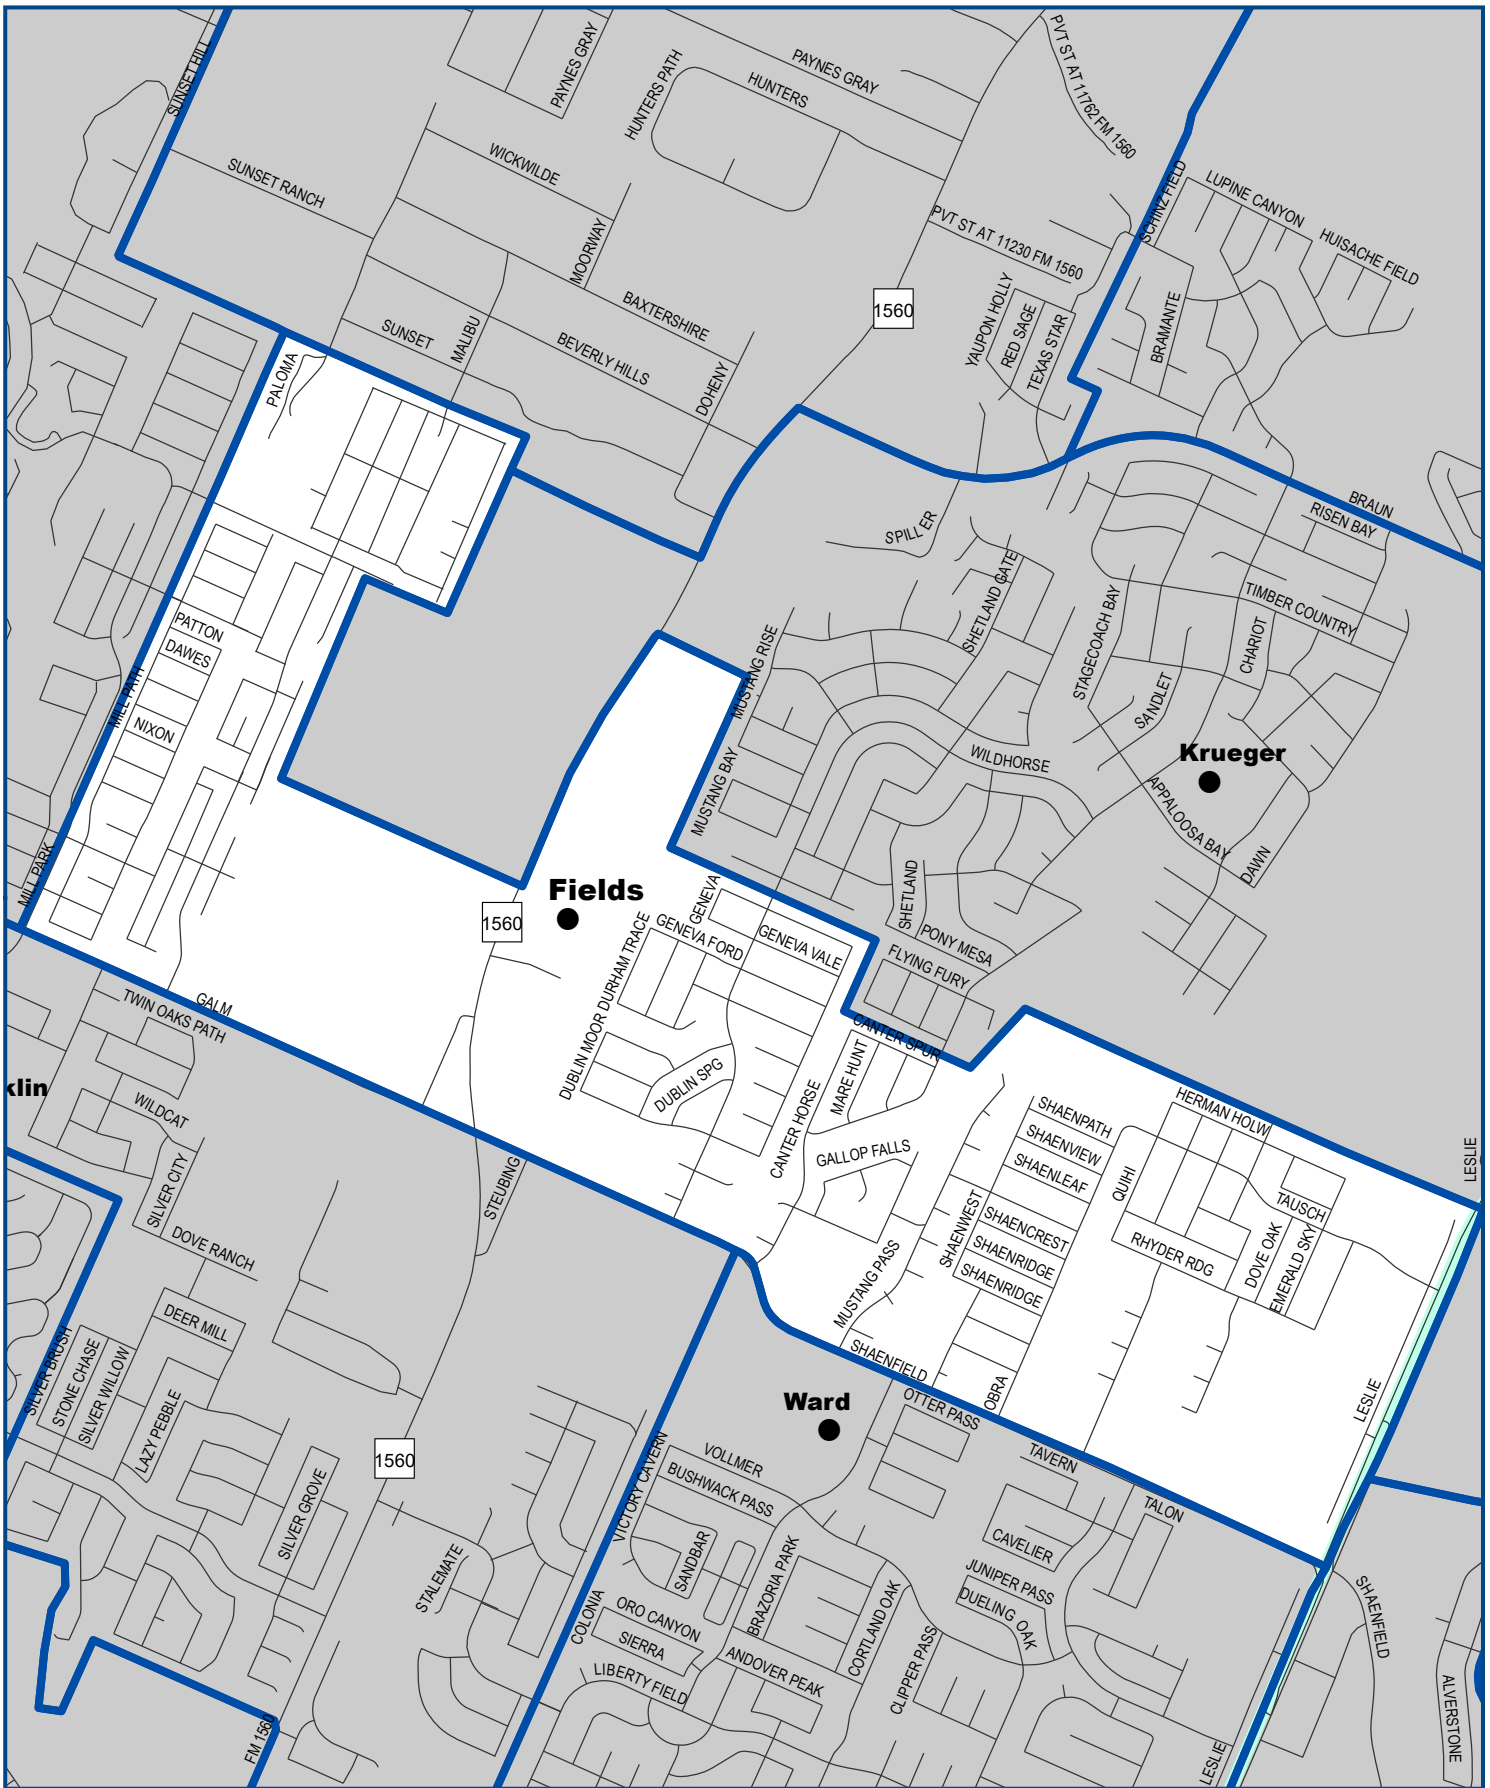 PAYNES GRAY
PVT ST AT 11762 FM 1560
SUNSET HILL
HUNTERS PATH
PAYNES GRAY
HUNTERS
WICKWILDE
SUNSET RANCH
SCHINZ FIELD
LUPINE CANYON
HUISACHE FIELD
MOORWAY
PVT ST AT 11230 FM 1560
1560
BAXTERSHIRE
SUNSET
MALIBU
BEVERLY HILLS
YAUPON HOLLY
RED SAGE
TEXAS STAR
BRAMANTE
PALOMA
DOHENY
BRAUN
RISEN BAY
SPILLER
SHETLAND GATE
STAGECOACH BAY
TIMBER COUNTRY
PATTON
DAWES
MUSTANG RISE
CHARIOT
MILL PATH
NIXON
SANDLET
WILDHORSE
Krueger
MUSTANG BAY
APPALOOSA BAY
MILL PARK
DAWN
Fields
1560
GENEVA
SHETLAND
GENEVA FORD
GENEVA VALE
PONY MESA
FLYING FURY
DURHAM TRACE
DUBLIN MOOR
GALM
TWIN OAKS PATH
CANTER SPUR
MARE HUNT
DUBLIN SPG
klin
WILDCAT
CANTER HORSE
GALLOP FALLS
SHAENPATH
SHAENVIEW
SHAENLEAF
HERMAN HOLW
LESLIE
QUIHI
SILVER CITY
STEUBING
SHAENWEST
SHAENCREST
SHAENRIDGE
SHAENRIDGE
TAUSCH
RHYDER RDG
DOVE OAK
EMERALD SKY
DOVE RANCH
MUSTANG PASS
DEER MILL
SHAENFIELD
SILVER BRUSH
STONE CHASE
SILVER WILLOW
LAZY PEBBLE
Ward
OTTER PASS
OBRA
LESLIE
1560
VICTORY CAVERN
VOLLMER
BUSHWACK PASS
TAVERN
TALON
SILVER GROVE
CAVELIER
STALEMATE
SANDBAR
BRAZORIA PARK
JUNIPER PASS
DUELING OAK
SHAENFIELD
COLONIA
ORO CANYON
SIERRA
CORTLAND OAK
LIBERTY FIELD
ANDOVER PEAK
CLIPPER PASS
ALVERSTONE
FM 1560
LESLIE